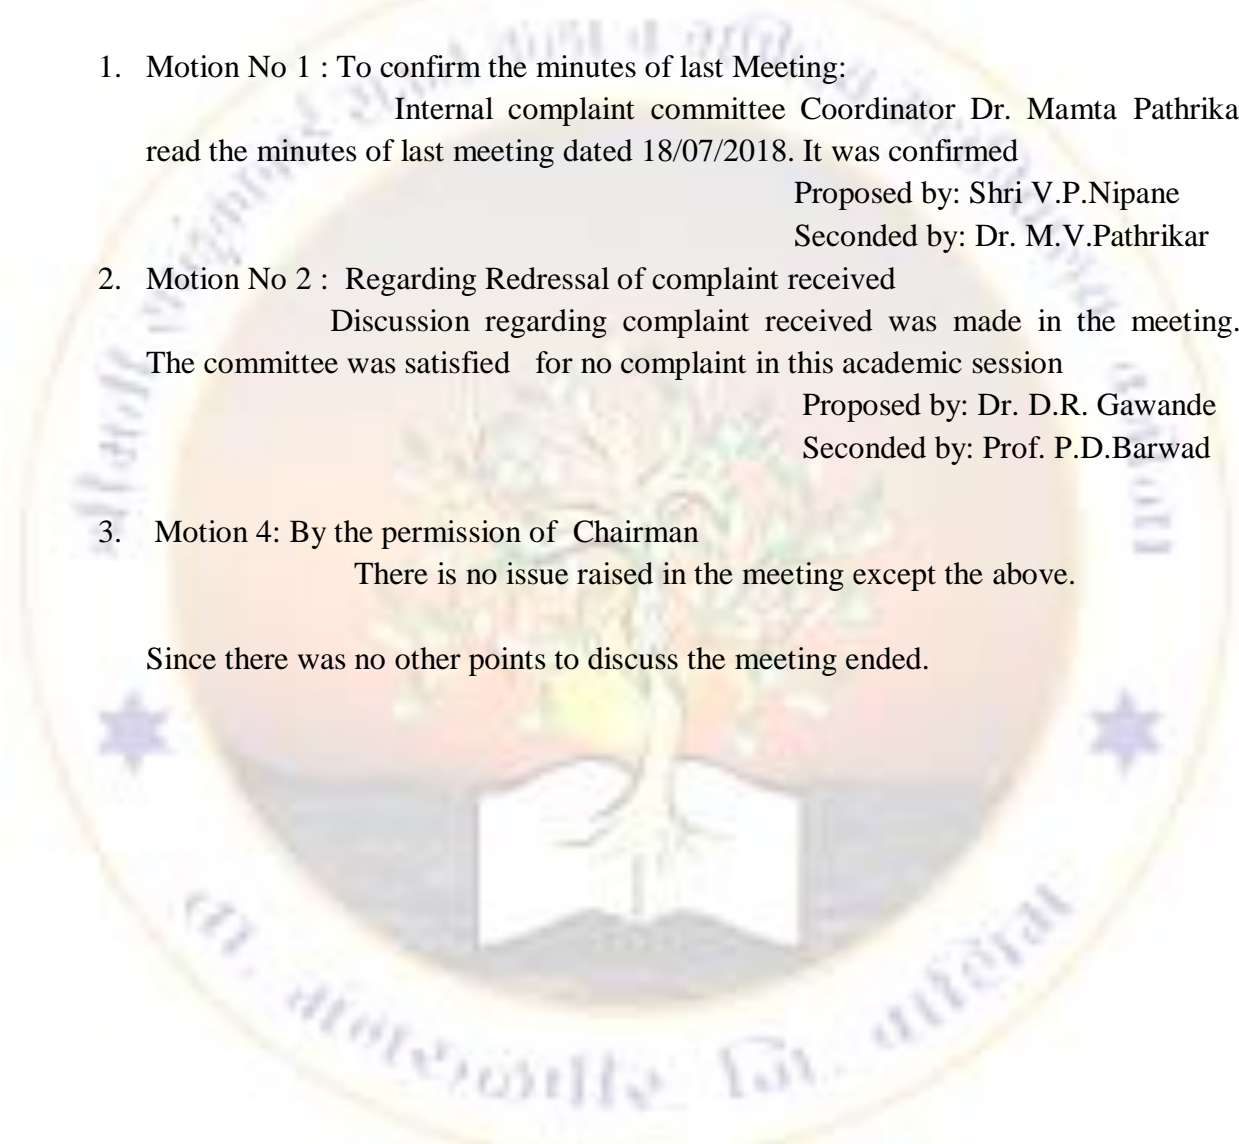 1. Motion No 1 : To confirm the minutes of last Meeting:
Internal complaint committee Coordinator Dr. Mamta Pathrika
read the minutes of last meeting dated 18/07/2018. It was confirmed
Proposed by: Shri V.P.Nipane
Seconded by: Dr. M.V.Pathrikar
2. Motion No 2 : Regarding Redressal of complaint received
Discussion regarding complaint received was made in the meeting.
The committee was satisfied for no complaint in this academic session
Proposed by: Dr. D.R. Gawande
Seconded by: Prof. P.D.Barwad
3. Motion 4: By the permission of Chairman
There is no issue raised in the meeting except the above.
Since there was no other points to discuss the meeting ended.